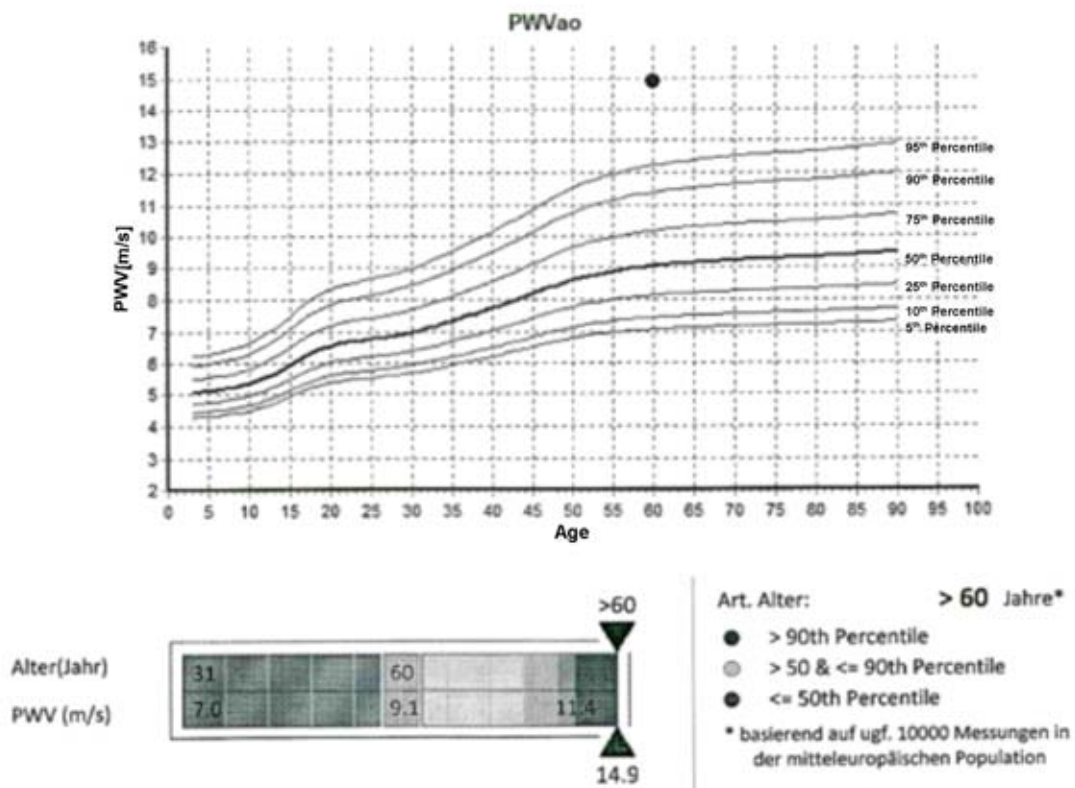 PWVao
16
15
14
13
12
11
10
9
8
7
6
5
4
3
2
PWV[m/s]
95th Percentile
90th Percentile
75th Percentile
50th Percentile
25th Percentile
10th Percentile
5th Percentile
0 5 10 15 20 25 30 35 40 45 50 55 60 65 70 75 80 85 90 95 100
Age
>60
Alter(Jahr) 31 60
PWV (m/s) 7.0 9.1 11.4
14.9
Art. Alter: > 60 Jahre*
> 90th Percentile
> 50 & <= 90th Percentile
<= 50th Percentile
* basierend auf ugf. 10000 Messungen in
der mitteleuropäischen Population